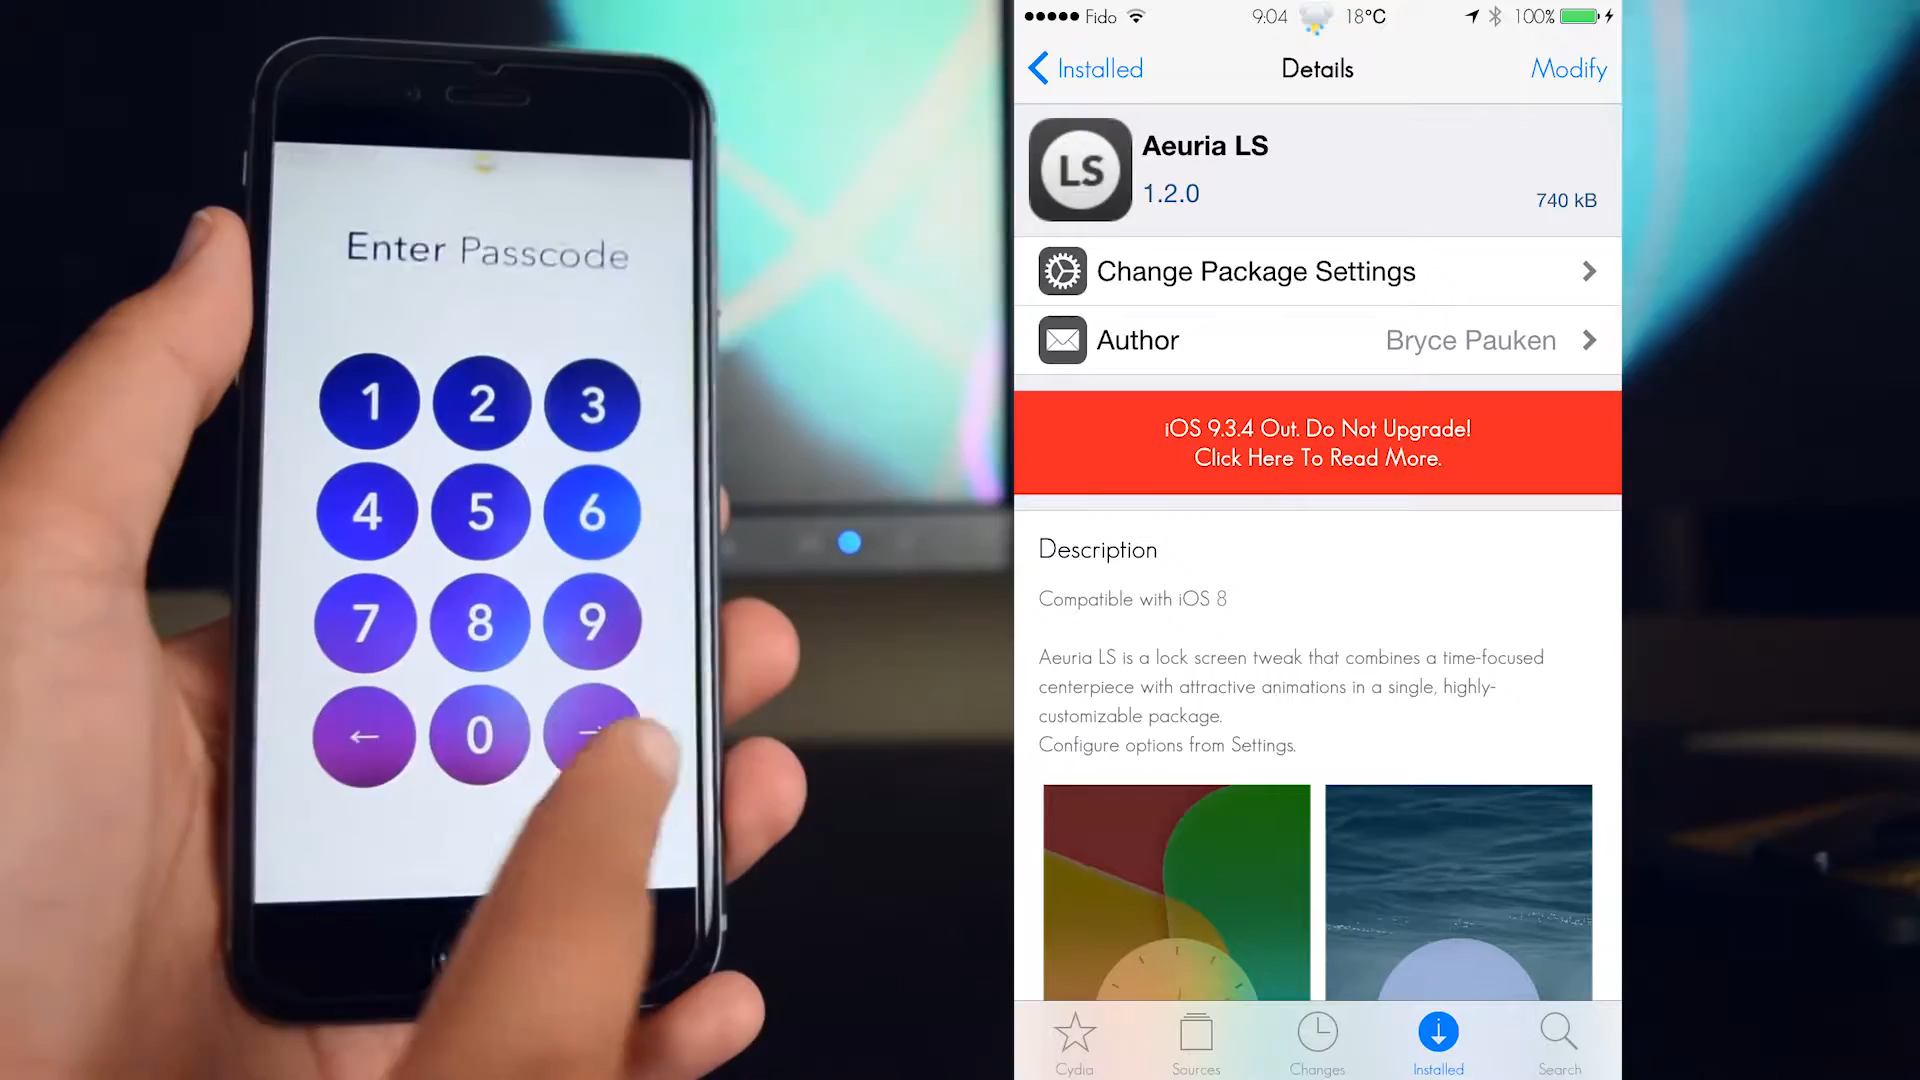 Enter Passcode
1 2 3
4 5 6
7 8 9
← 0 →
Fido 9:04 18°C 100%
Installed Details Modify
LS
Aeuria LS
1.2.0
740 kB
Change Package Settings
Author Bryce Pauken
iOS 9.3.4 Out. Do Not Upgrade!
Click Here To Read More.
Description
Compatible with iOS 8
Aeuria LS is a lock screen tweak that combines a time-focused
centerpiece with attractive animations in a single, highly-
customizable package.
Configure options from Settings.
Cydia Sources Changes Installed Search